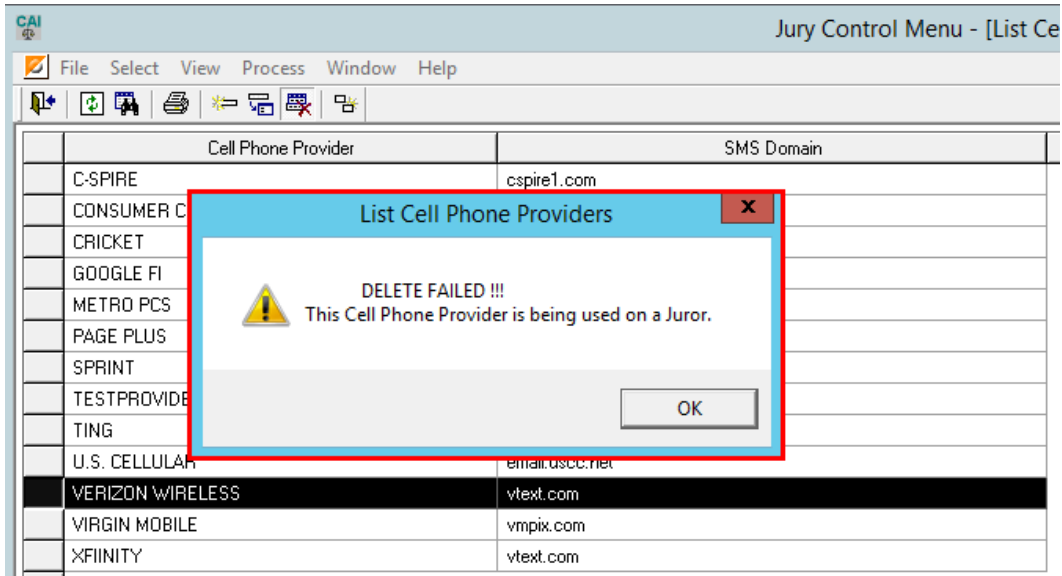 CAI
Jury Control Menu - [List Ce
File Select View Process Window Help
Cell Phone Provider SMS Domain
C-SPIRE cspire1.com
CONSUMER C
CRICKET
GOOGLE FI
METRO PCS
PAGE PLUS
SPRINT
TESTPROVIDE
TING
U.S. CELLULAR email.uscc.net
VERIZON WIRELESS vtext.com
VIRGIN MOBILE vmpix.com
XFIINITY vtext.com
List Cell Phone Providers
x
DELETE FAILED !!!
This Cell Phone Provider is being used on a Juror.
OK